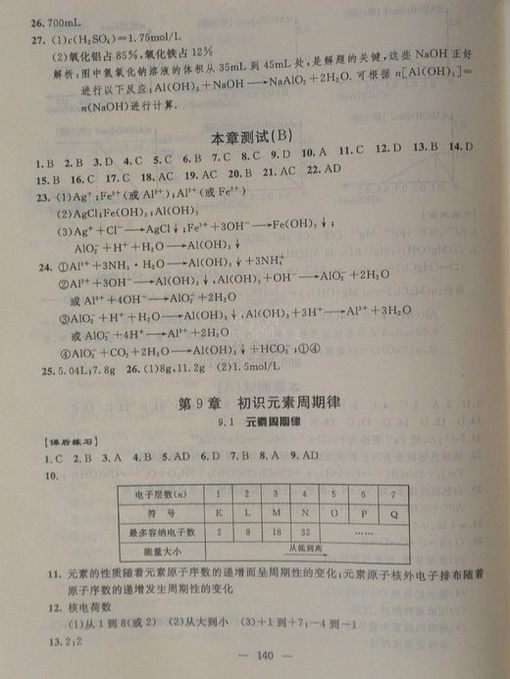 26. 700mL
27. (1)c(H₂SO₄)=1.75mol/L
(2)氧化铝占85%,氧化铁占12%
解析:图中氢氧化钠溶液的体积从35mL到45mL处,是解题的关键,这些NaOH正好
进行以下反应:Al(OH)₃+NaOH⟶NaAlO₂+2H₂O. 可根据n[Al(OH)₃]=
n(NaOH)进行计算.
本章测试(B)
1. B 2. B 3. D 4. C 5. C 6. B 7. C 8. C 9. D 10. A 11. C 12. D 13. B 14. D
15. B 16. C 17. C 18. AC 19. AC 20. B 21. AC 22. AD
23. (1)Ag⁺;Fe³⁺(或Al³⁺);Al³⁺(或Fe³⁺)
(2)AgCl;Fe(OH)₃;Al(OH)₃
(3)Ag⁺+Cl⁻⟶AgCl↓;Fe³⁺+3OH⁻⟶Fe(OH)₃↓;
AlO₂⁻+H⁺+H₂O⟶Al(OH)₃↓
24. ①Al³⁺+3NH₃·H₂O⟶Al(OH)₃↓+3NH₄⁺
②Al³⁺+3OH⁻⟶Al(OH)₃↓,Al(OH)₃+OH⁻⟶AlO₂⁻+2H₂O
或Al³⁺+4OH⁻⟶AlO₂⁻+2H₂O
③AlO₂⁻+H⁺+H₂O⟶Al(OH)₃↓,Al(OH)₃+3H⁺⟶Al³⁺+3H₂O
或AlO₂⁻+4H⁺⟶Al³⁺+2H₂O
④AlO₂⁻+CO₂+2H₂O⟶Al(OH)₃↓+HCO₃⁻;①④
25. 5.04L;7.8g 26. (1)8g,11.2g (2)1.5mol/L
第9章 初识元素周期律
9.1 元素周期律
【课后练习】
1. C 2. B 3. A 4. B 5. AD 6. D 7. B 8. A 9. AD
10.
电子层数(n) 1 2 3 4 5 6 7
符 号 K L M N O P Q
最多容纳电子数 2 8 18 32 ……
能量大小 从低到高
11. 元素的性质随着元素原子序数的递增而呈周期性的变化;元素原子核外电子排布随着
原子序数的递增发生周期性的变化
12. 核电荷数
(1)从1到8(或2) (2)从大到小 (3)+1到+7;-4到-1
13. 2;2
— 140 —